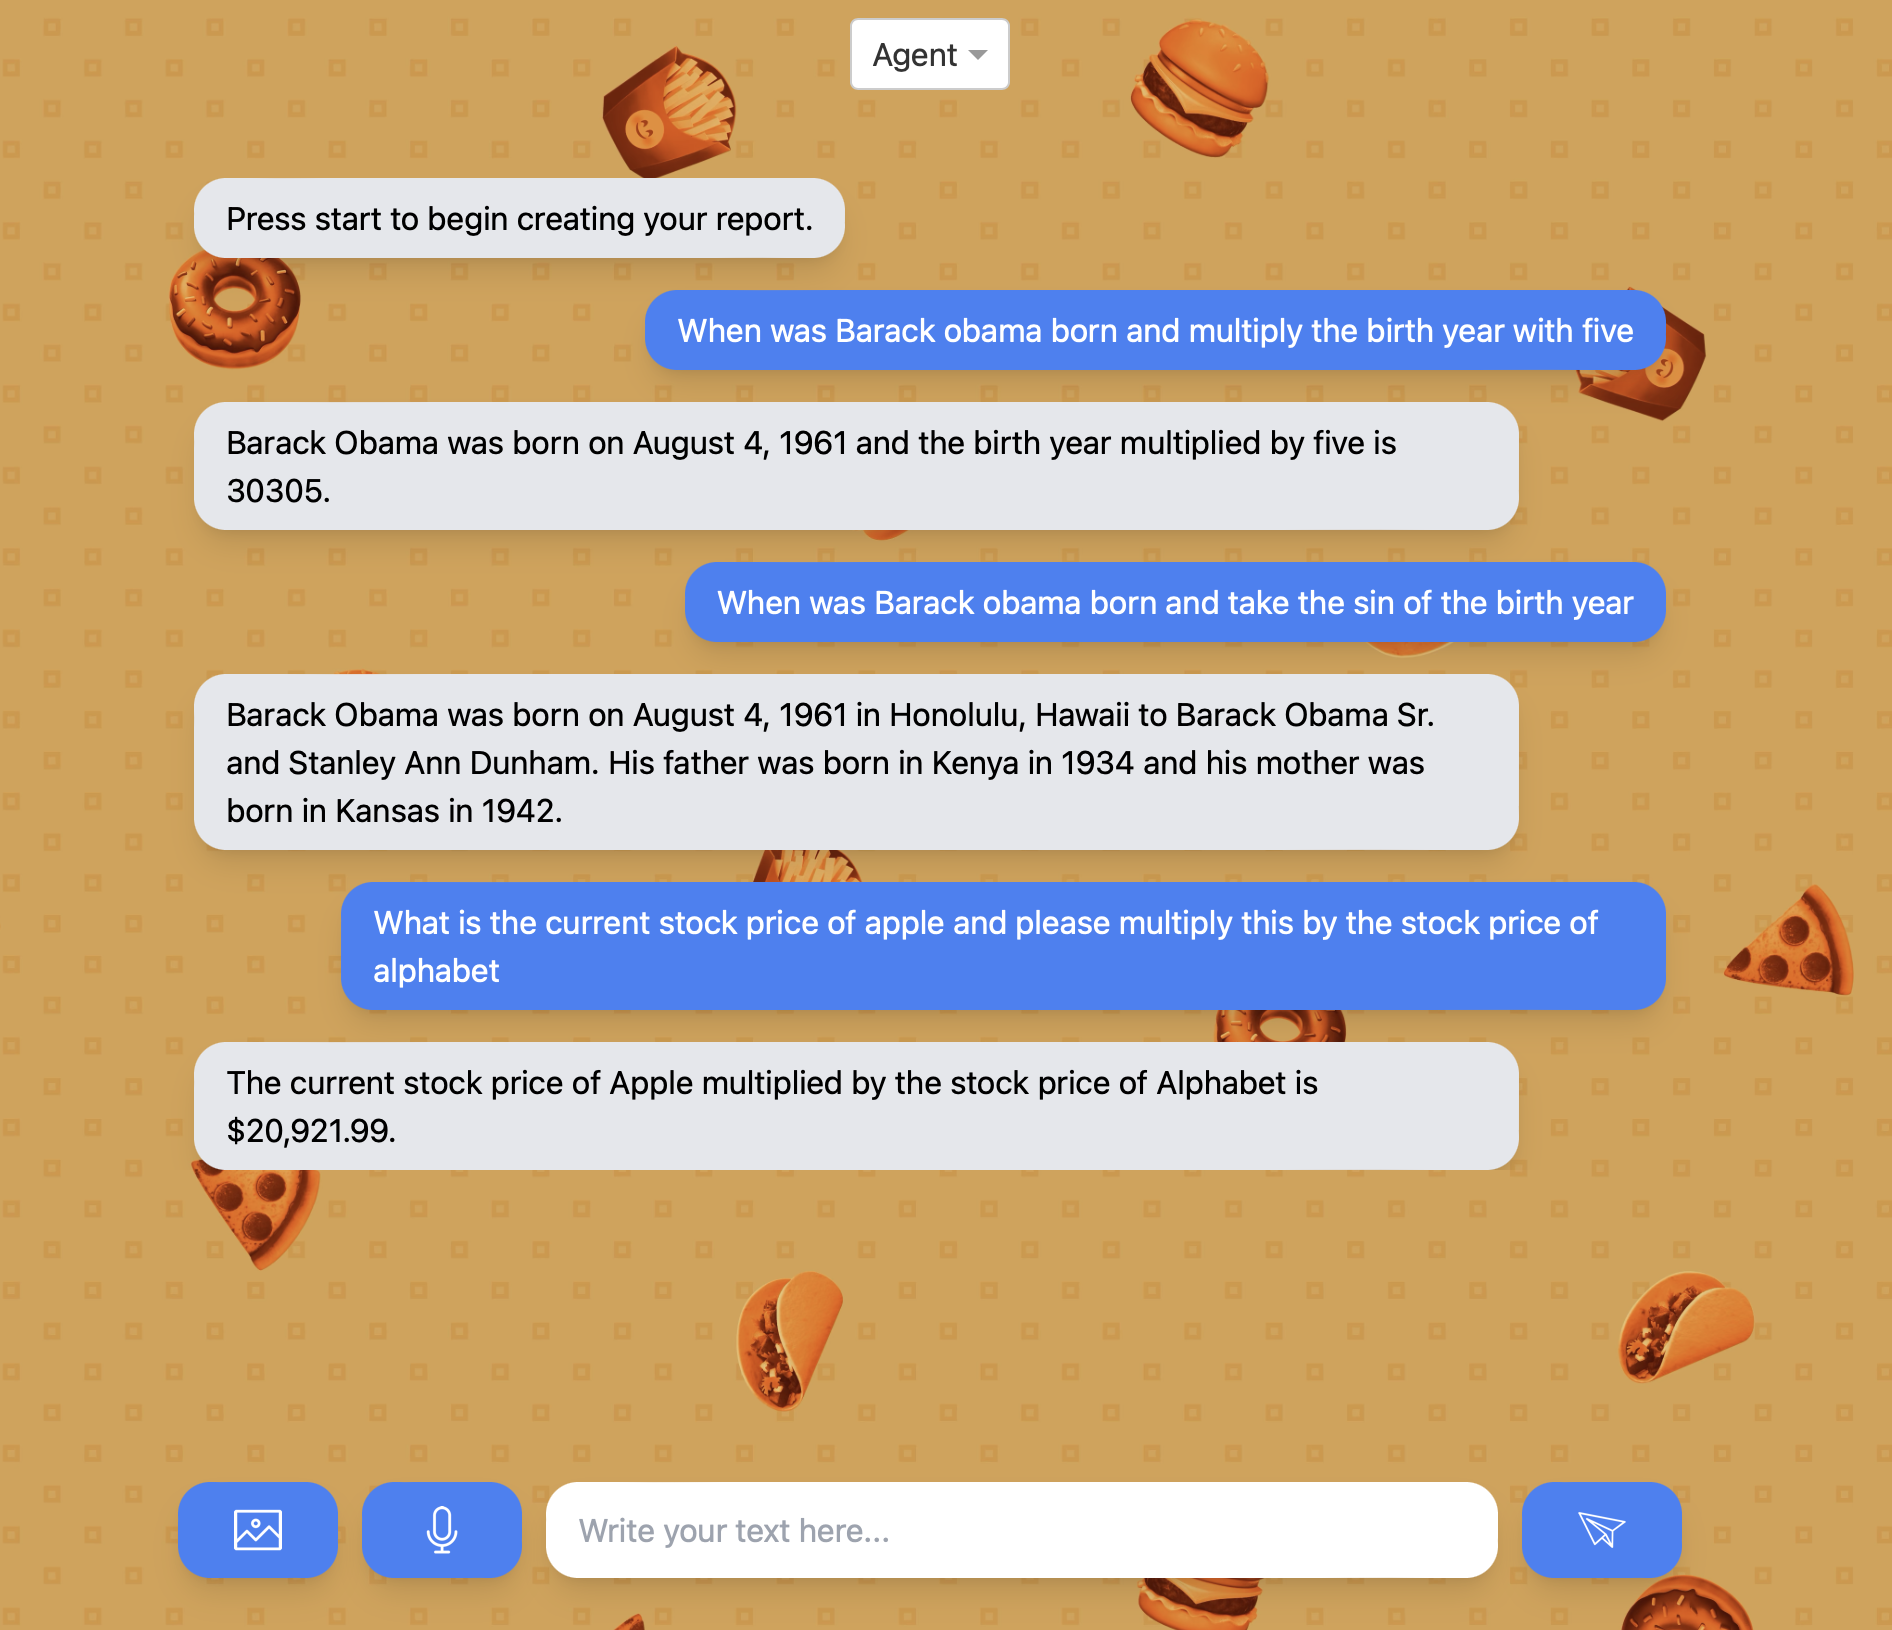 Agent
Press start to begin creating your report.
When was Barack obama born and multiply the birth year with five
Barack Obama was born on August 4, 1961 and the birth year multiplied by five is
30305.
When was Barack obama born and take the sin of the birth year
Barack Obama was born on August 4, 1961 in Honolulu, Hawaii to Barack Obama Sr.
and Stanley Ann Dunham. His father was born in Kenya in 1934 and his mother was
born in Kansas in 1942.
What is the current stock price of apple and please multiply this by the stock price of
alphabet
The current stock price of Apple multiplied by the stock price of Alphabet is
$20,921.99.
Write your text here...